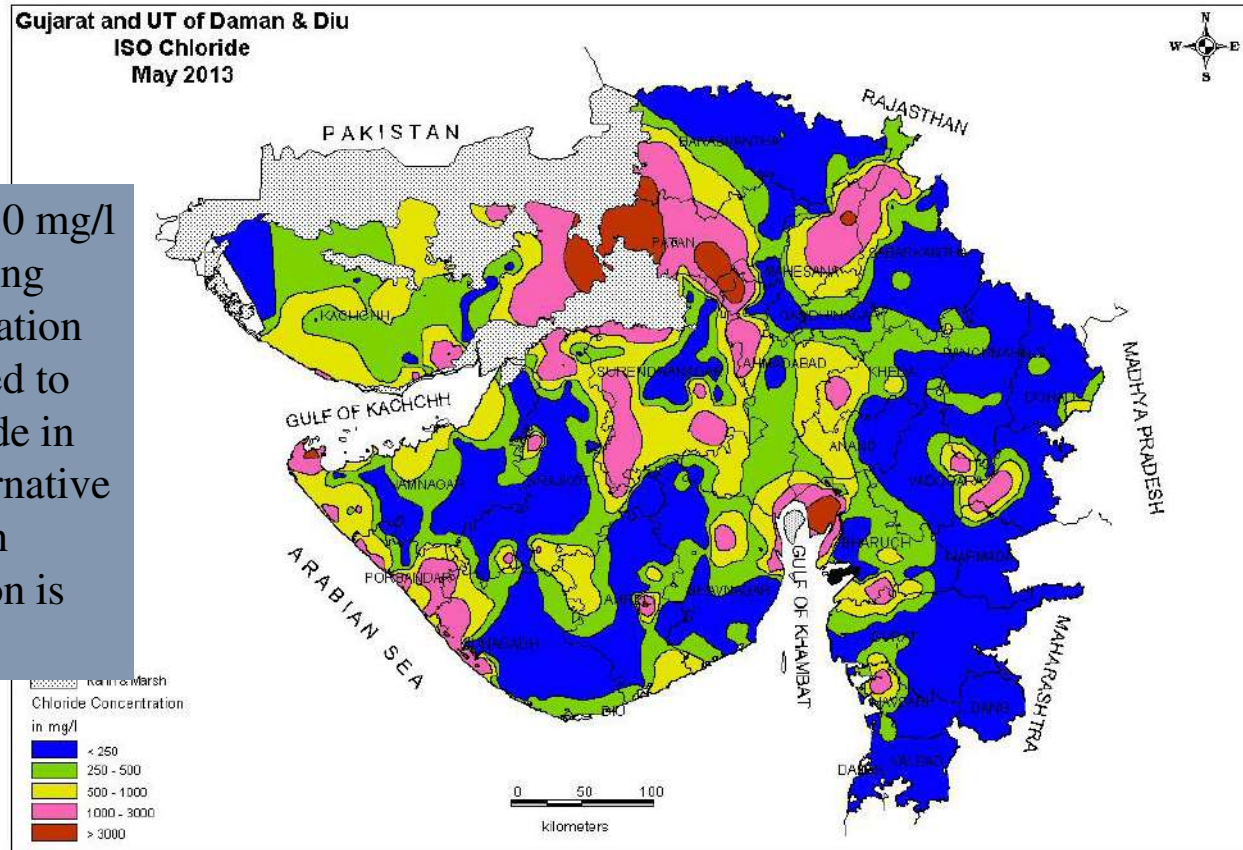 Gujarat and UT of Daman & Diu
ISO Chloride
May 2013
N
W E
S
RAJASTHAN
PAKISTAN
BANASKANTHA
0 mg/l
ing
ation
ed to
de in
rnative
n
on is
PATAN
MAHESANA
SABARKANTHA
GANDHINAGAR
KACHCHH
PANCHMAHALS
SURENDRANAGAR
AHMADABAD
KHEDA
DOHAD
MADHYA PRADESH
GULF OF KACHCHH
ANAND
JAMNAGAR
RAJKOT
VADODARA
BHARUCH
NARMADA
PORBANDAR
GULF OF KHAMBAT
AMRELI
BHAVNAGAR
ARABIAN SEA
JUNAGADH
SURAT
MAHARASHTRA
Rann & Marsh
Chloride Concentration
in mg/l
DIU
NAVSARI
DANG
< 250
VALSAD
DAMAN
250 - 500
500 - 1000
0 50 100
1000 - 3000
kilometers
> 3000